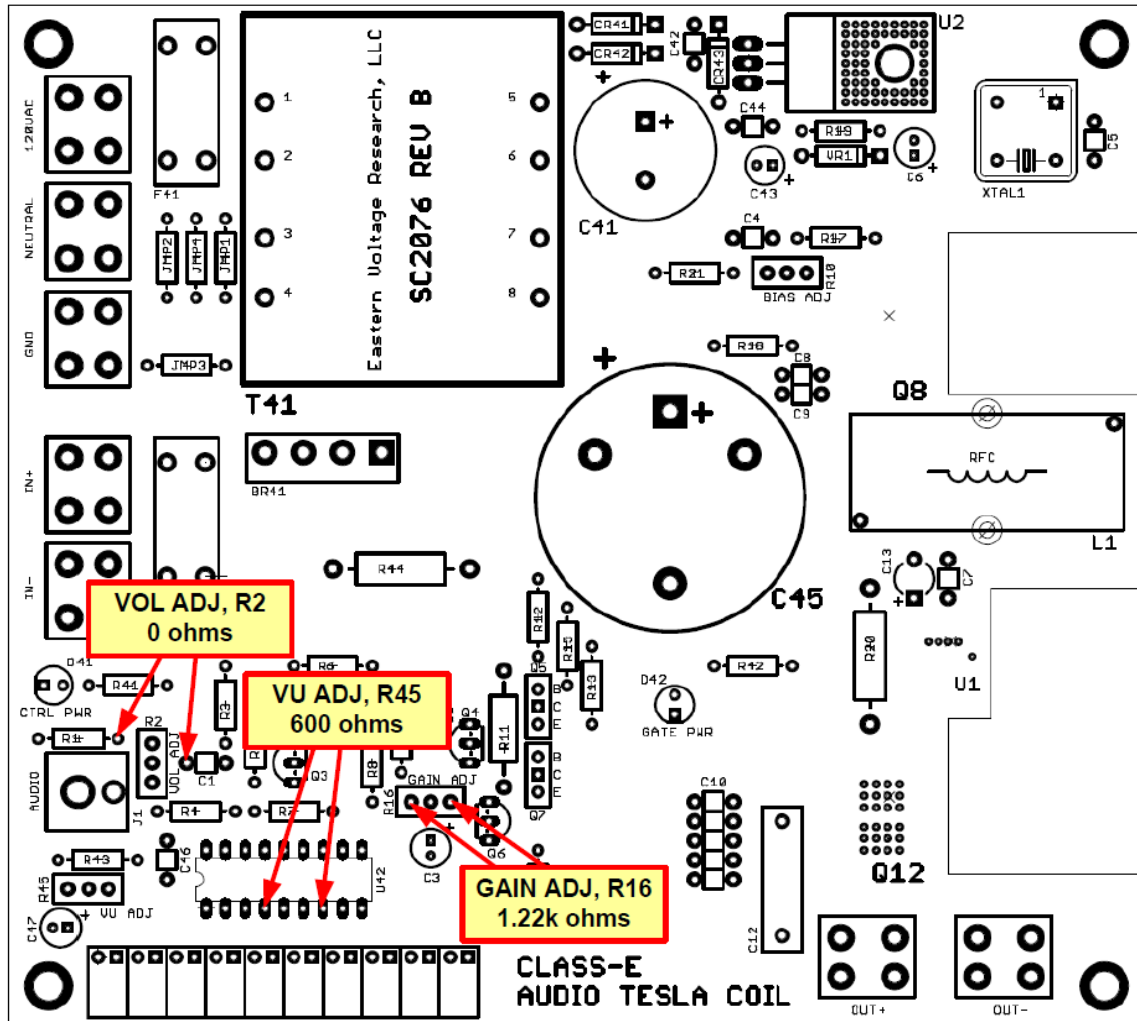 CR41
CR42
C42
CR43
U2
1
C5
XTAL1
120VAC
F41
Eastern Voltage Research, LLC
SC2076 REV B
1
2
3
4
5
6
7
8
+
+
C41
C44
R19
VR1
C43
+
C6
+
NEUTRAL
JMP2
JMP4
JMP1
C4
R17
R21
R10
BIAS ADJ
GND
JMP3
T41
+
+
C8
C9
Q8
RFC
L1
IN+
BR41
IN-
R44
C45
C13
+
C7
VOL ADJ, R2
0 ohms
R12
R15
R13
R42
R20
U1
D41
R41
CTRL PWR
R3
R6
VU ADJ, R45
600 ohms
Q4
R11
Q5
B
C
E
D42
GATE PWR
R1
R2
VOL ADJ
C1
Q3
R8
GAIN ADJ
R16
B
C
E
Q7
AUDIO
J1
R4
R7
+
C3
Q6
C10
Q12
R43
C46
U42
R45
+ VU ADJ
C47
GAIN ADJ, R16
1.22k ohms
C12
CLASS-E
AUDIO TESLA COIL
OUT+
OUT-